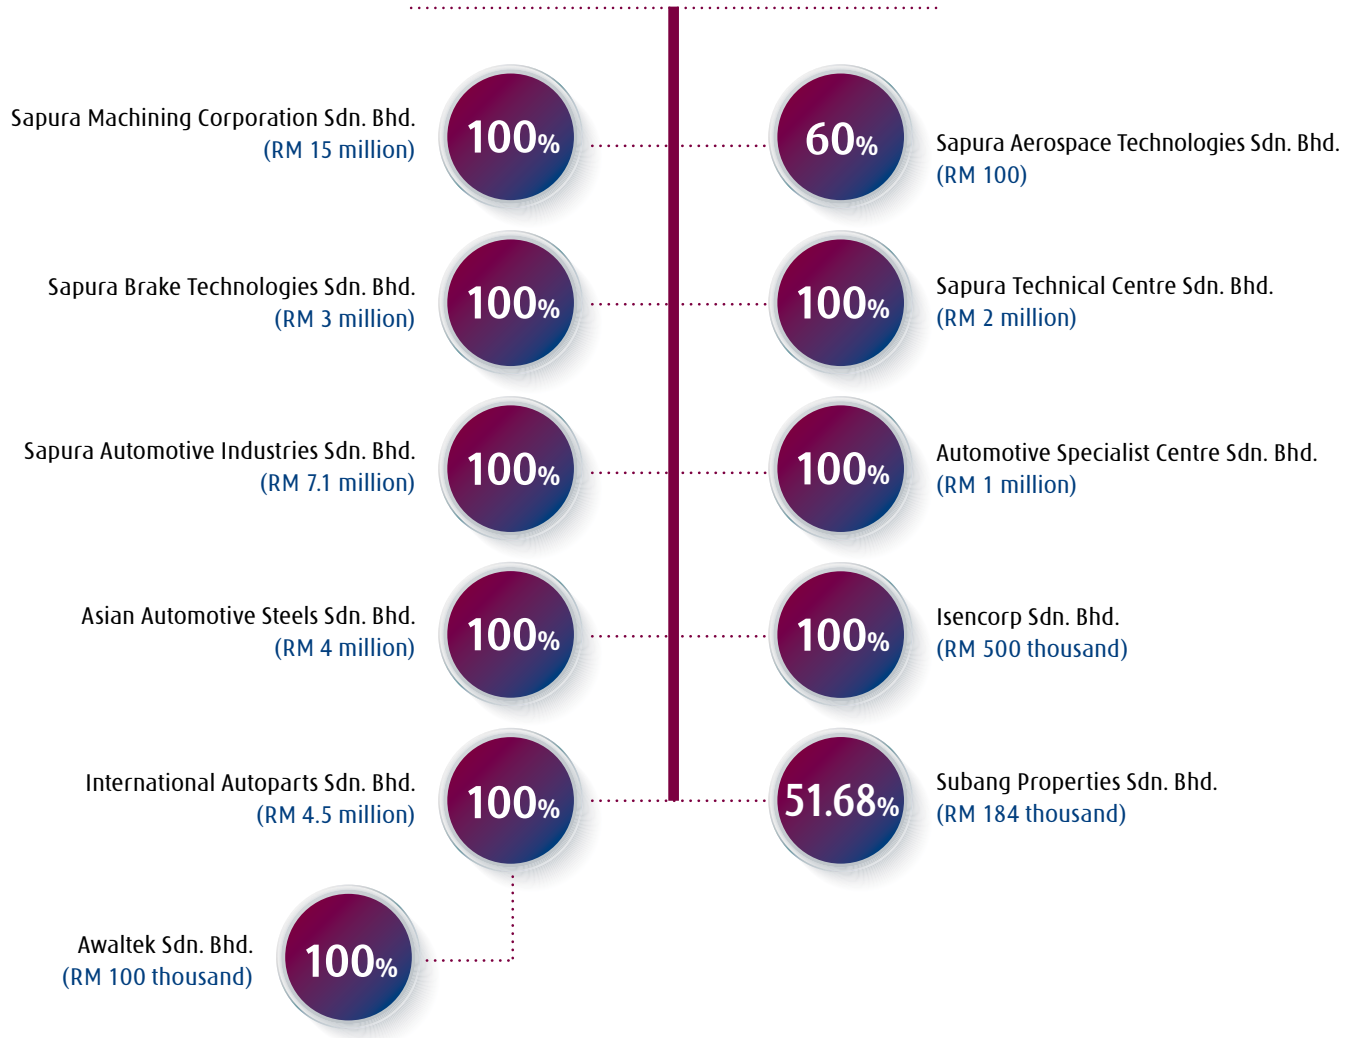 Sapura Machining Corporation Sdn. Bhd.
(RM 15 million)
100%
60%
Sapura Aerospace Technologies Sdn. Bhd.
(RM 100)
Sapura Brake Technologies Sdn. Bhd.
(RM 3 million)
100%
100%
Sapura Technical Centre Sdn. Bhd.
(RM 2 million)
Sapura Automotive Industries Sdn. Bhd.
(RM 7.1 million)
100%
100%
Automotive Specialist Centre Sdn. Bhd.
(RM 1 million)
Asian Automotive Steels Sdn. Bhd.
(RM 4 million)
100%
100%
Isencorp Sdn. Bhd.
(RM 500 thousand)
International Autoparts Sdn. Bhd.
(RM 4.5 million)
100%
51.68%
Subang Properties Sdn. Bhd.
(RM 184 thousand)
Awaltek Sdn. Bhd.
(RM 100 thousand)
100%